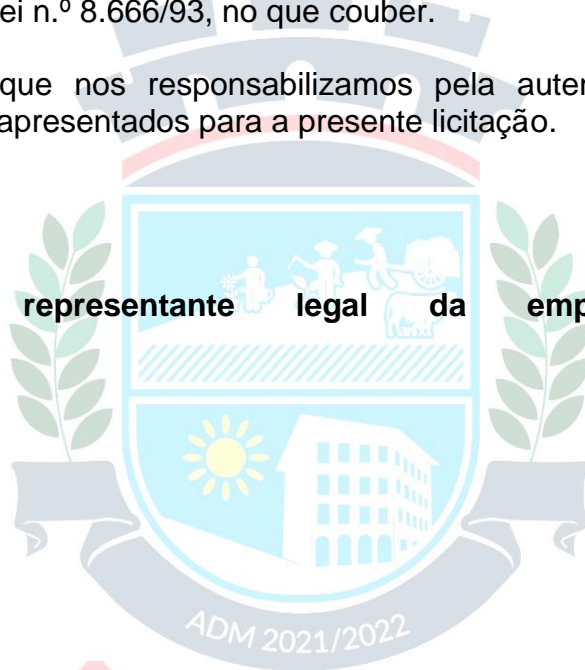 ei n.º 8.666/93, no que couber.
que nos responsabilizamos pela auten
apresentados para a presente licitação.
representante legal da emp
ADM 2021/2022